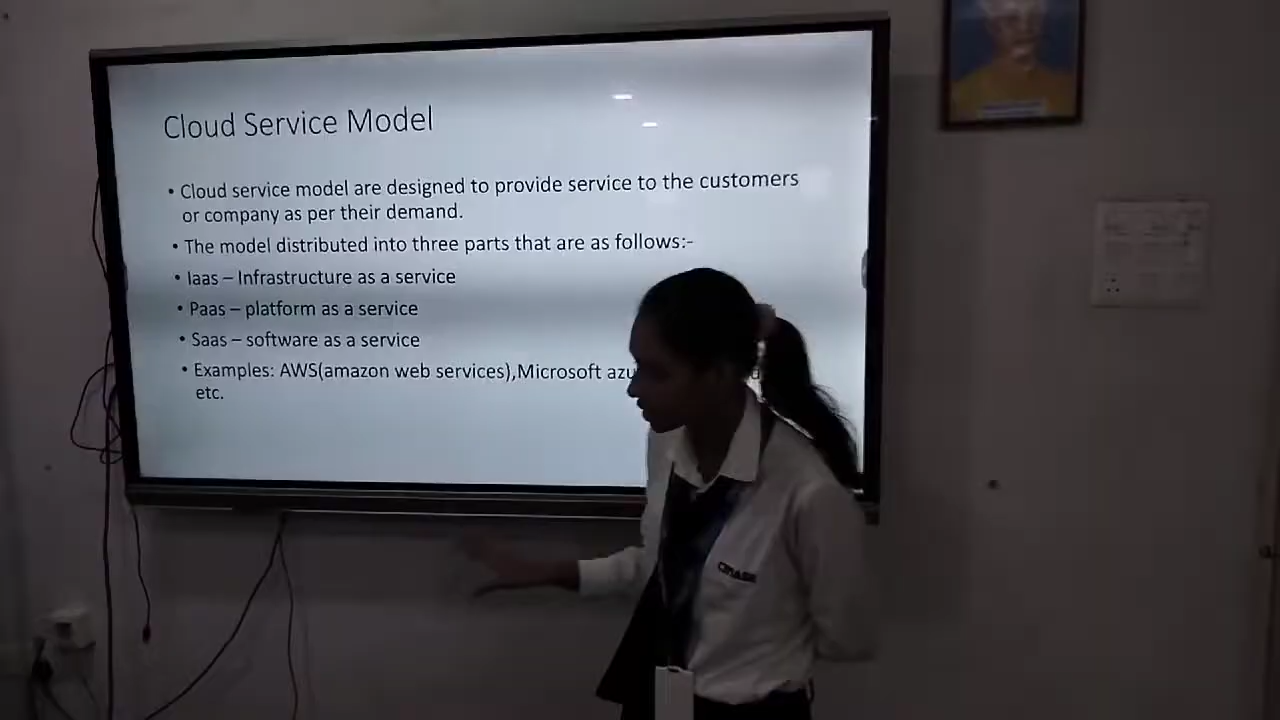 Cloud Service Model
• Cloud service model are designed to provide service to the customers
or company as per their demand.
• The model distributed into three parts that are as follows:-
• Iaas – Infrastructure as a service
• Paas – platform as a service
• Saas – software as a service
• Examples: AWS(amazon web services),Microsoft azu
etc.